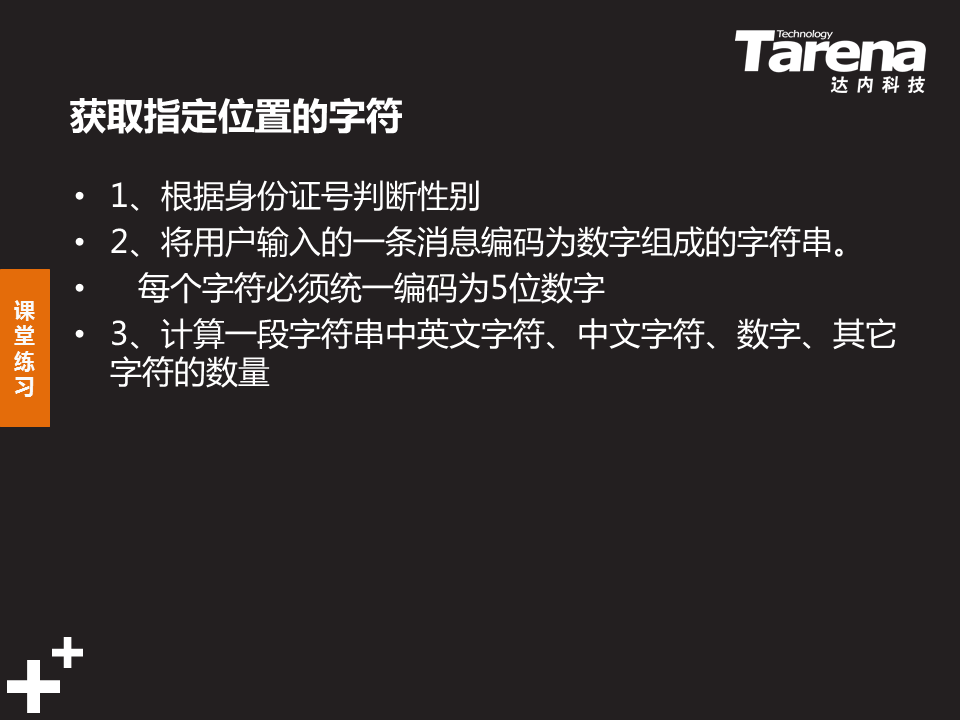 Technology
Tarena
达内科技
获取指定位置的字符
• 1、根据身份证号判断性别
• 2、将用户输入的一条消息编码为数字组成的字符串。
• 每个字符必须统一编码为5位数字
• 3、计算一段字符串中英文字符、中文字符、数字、其它
字符的数量
课
堂
练
习